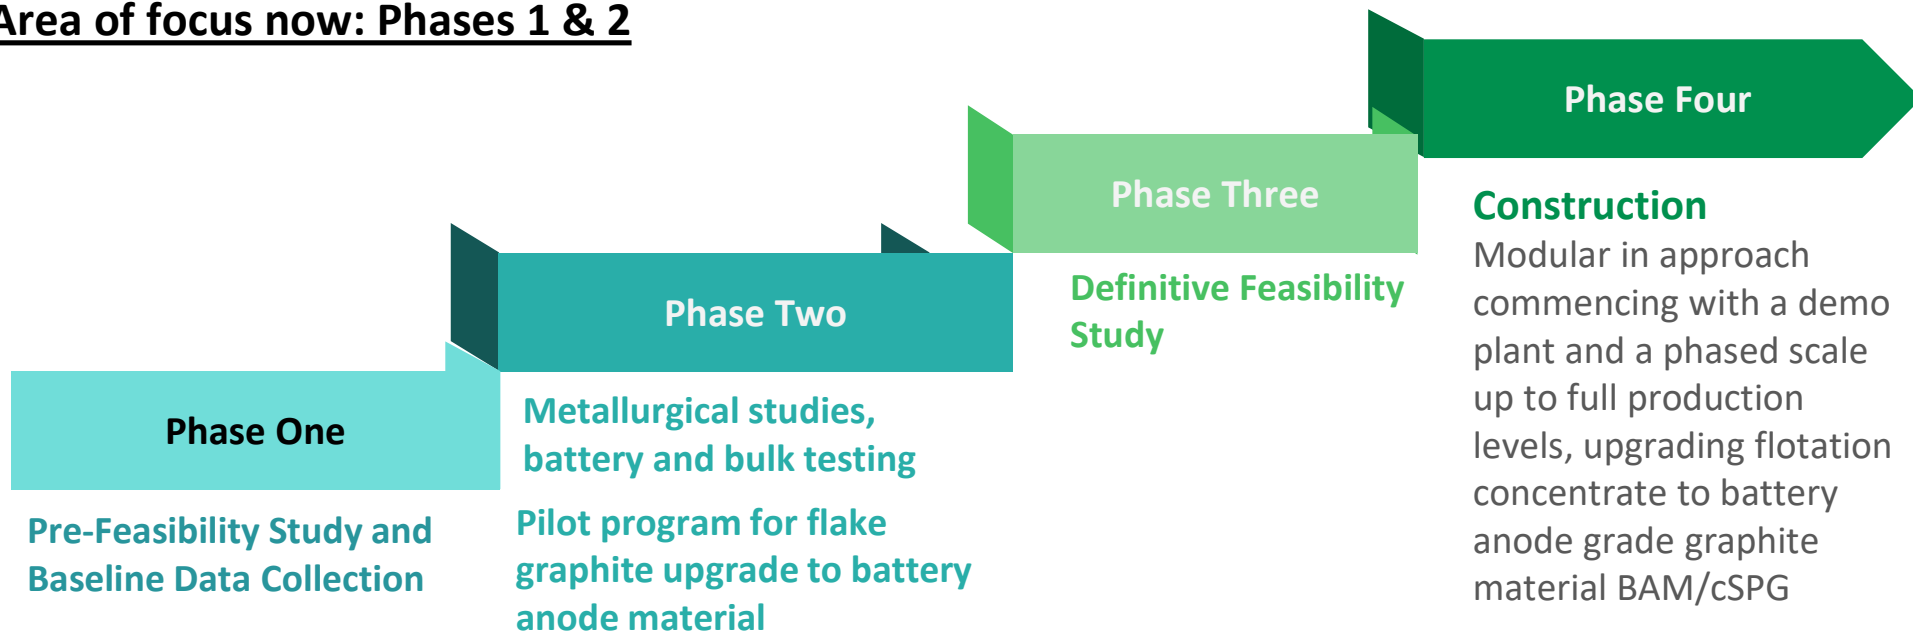 Area of focus now: Phases 1 & 2
Phase One
Pre-Feasibility Study and
Baseline Data Collection
Phase Two
Metallurgical studies,
battery and bulk testing
Pilot program for flake
graphite upgrade to battery
anode material
Phase Three
Definitive Feasibility
Study
Phase Four
Construction
Modular in approach
commencing with a demo
plant and a phased scale
up to full production
levels, upgrading flotation
concentrate to battery
anode grade graphite
material BAM/cSPG